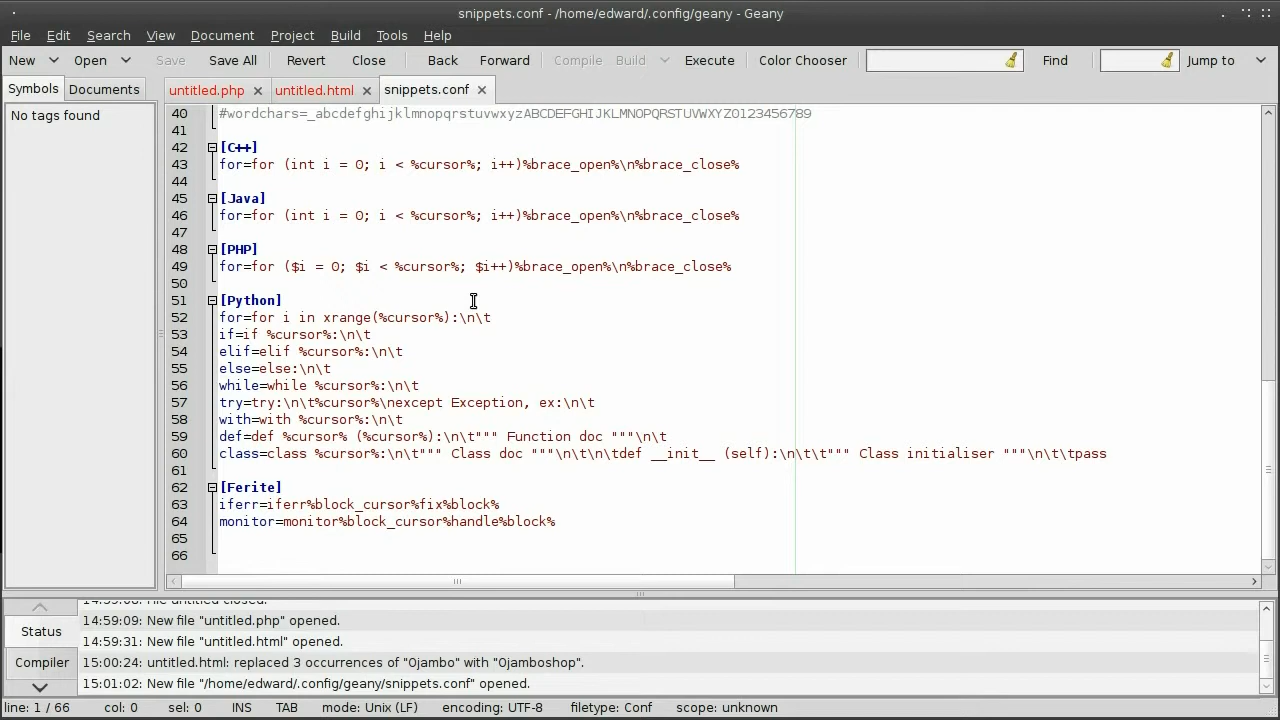 snippets.conf - /home/edward/.config/geany - Geany
File Edit Search View Document Project Build Tools Help
New Open Save Save All Revert Close Back Forward Compile Build Execute Color Chooser Find Jump to
Symbols Documents untitled.php untitled.html snippets.conf
No tags found
40 #wordchars=_abcdefghijklmnopqrstuvwxyzABCDEFGHIJKLMNOPQRSTUVWXYZ0123456789
41
42 [C++]
43 for=for (int i = 0; i < %cursor%; i++)%brace_open%\n%brace_close%
44
45 [Java]
46 for=for (int i = 0; i < %cursor%; i++)%brace_open%\n%brace_close%
47
48 [PHP]
49 for=for ($i = 0; $i < %cursor%; $i++)%brace_open%\n%brace_close%
50
51 [Python]
52 for=for i in xrange(%cursor%):\n\t
53 if=if %cursor%:\n\t
54 elif=elif %cursor%:\n\t
55 else=else:\n\t
56 while=while %cursor%:\n\t
57 try=try:\n\t%cursor%\nexcept Exception, ex:\n\t
58 with=with %cursor%:\n\t
59 def=def %cursor% (%cursor%):\n\t""" Function doc """\n\t
60 class=class %cursor%:\n\t""" Class doc """\n\t\n\tdef __init__ (self):\n\t\t""" Class initialiser """\n\t\tpass
61
62 [Ferite]
63 iferr=iferr%block_cursor%fix%block%
64 monitor=monitor%block_cursor%handle%block%
65
66
Status
Compiler
14:59:08: File untitled closed.
14:59:09: New file "untitled.php" opened.
14:59:31: New file "untitled.html" opened.
15:00:24: untitled.html: replaced 3 occurrences of "Ojambo" with "Ojamboshop".
15:01:02: New file "/home/edward/.config/geany/snippets.conf" opened.
line: 1 / 66 col: 0 sel: 0 INS TAB mode: Unix (LF) encoding: UTF-8 filetype: Conf scope: unknown